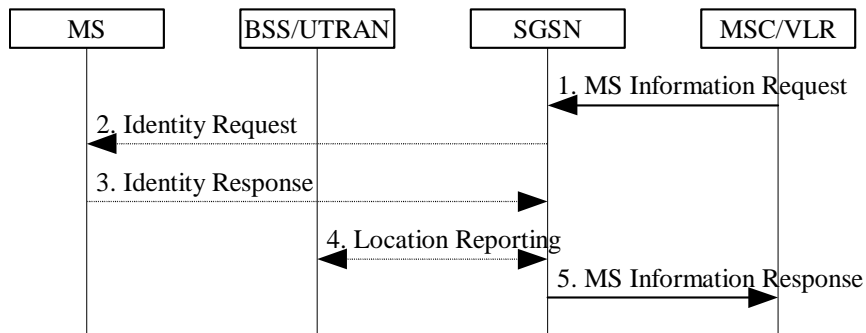 MS
BSS/UTRAN
SGSN
MSC/VLR
1. MS Information Request
2. Identity Request
3. Identity Response
4. Location Reporting
5. MS Information Response